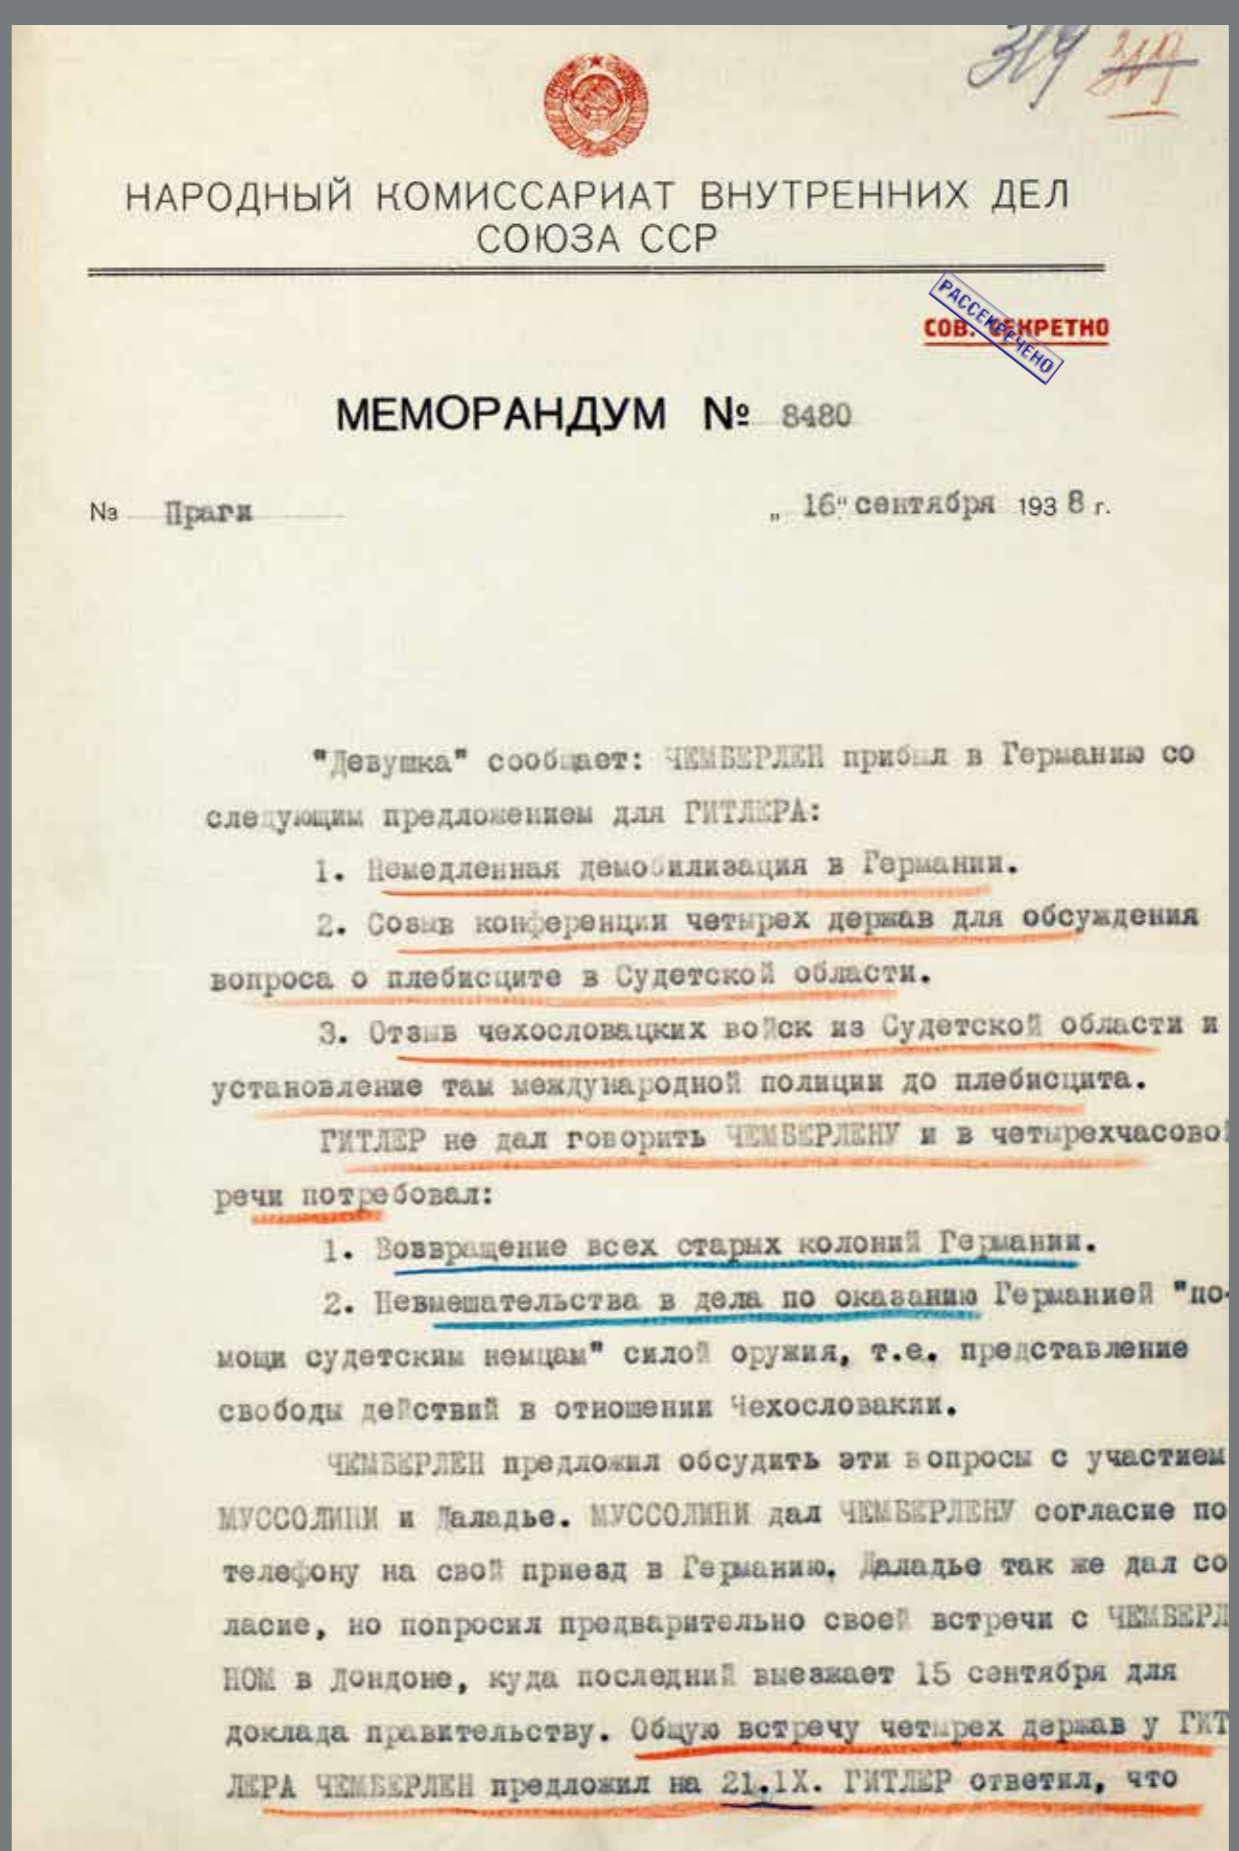 319 319
НАРОДНЫЙ КОМИССАРИАТ ВНУТРЕННИХ ДЕЛ
СОЮЗА ССР
СОВ. СЕКРЕТНО
РАССЕКРЕЧЕНО
МЕМОРАНДУМ № 8480
Из Праги „ 16“ сентября 1938 г.
"Девушка" сообщает: ЧЕМБЕРЛЕН прибыл в Германию со
следующим предложением для ГИТЛЕРА:
1. Немедленная демобилизация в Германии.
2. Созыв конференции четырех держав для обсуждения
вопроса о плебисците в Судетской области.
3. Отзыв чехословацких войск из Судетской области и
установление там международной полиции до плебисцита.
ГИТЛЕР не дал говорить ЧЕМБЕРЛЕНУ и в четырехчасовой
речи потребовал:
1. Возвращение всех старых колоний Германии.
2. Невмешательства в дела по оказанию Германией "по-
мощи судетским немцам" силой оружия, т.е. представление
свободы действий в отношении Чехословакии.
ЧЕМБЕРЛЕН предложил обсудить эти вопросы с участием
МУССОЛИНИ и Даладье. МУССОЛИНИ дал ЧЕМБЕРЛЕНУ согласие по
телефону на свой приезд в Германию. Даладье так же дал со
ласие, но попросил предварительно своей встречи с ЧЕМБЕРЛ
НОМ в Лондоне, куда последний выезжает 15 сентября для
доклада правительству. Общую встречу четырех держав у ГИТ
ЛЕРА ЧЕМБЕРЛЕН предложил на 21.IX. ГИТЛЕР ответил, что